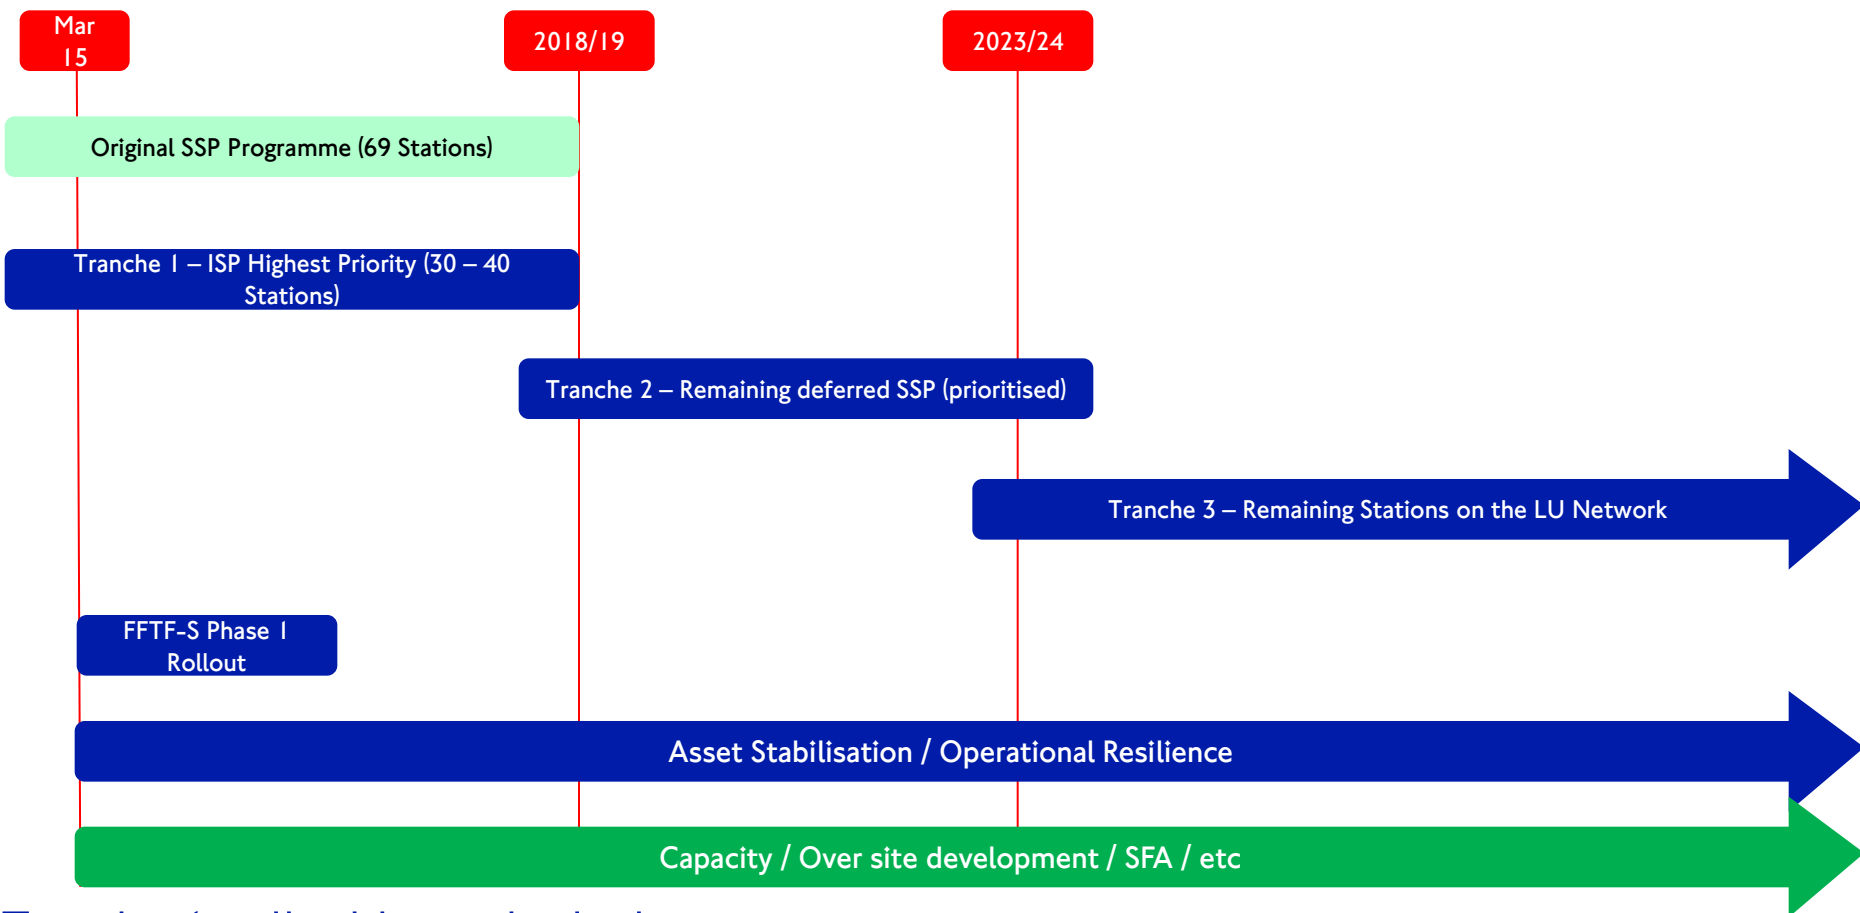 Mar
15
2018/19
2023/24
Original SSP Programme (69 Stations)
Tranche 1 – ISP Highest Priority (30 – 40
Stations)
Tranche 2 – Remaining deferred SSP (prioritised)
Tranche 3 – Remaining Stations on the LU Network
FFTF-S Phase 1
Rollout
Asset Stabilisation / Operational Resilience
Capacity / Over site development / SFA / etc